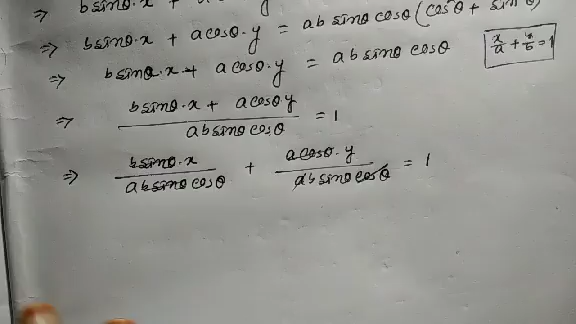 ⇒ b sinθ·x +
⇒ b sinθ·x + a cosθ·y = ab sinθ cosθ (cos²θ + sin²θ)
⇒ b sinθ·x + a cosθ·y = ab sinθ cosθ
x/a + y/b = 1
⇒ (b sinθ·x + a cosθ·y)/(ab sinθ cosθ) = 1
⇒ (b sinθ·x)/(ab sinθ cosθ) + (a cosθ·y)/(ab sinθ cosθ) = 1